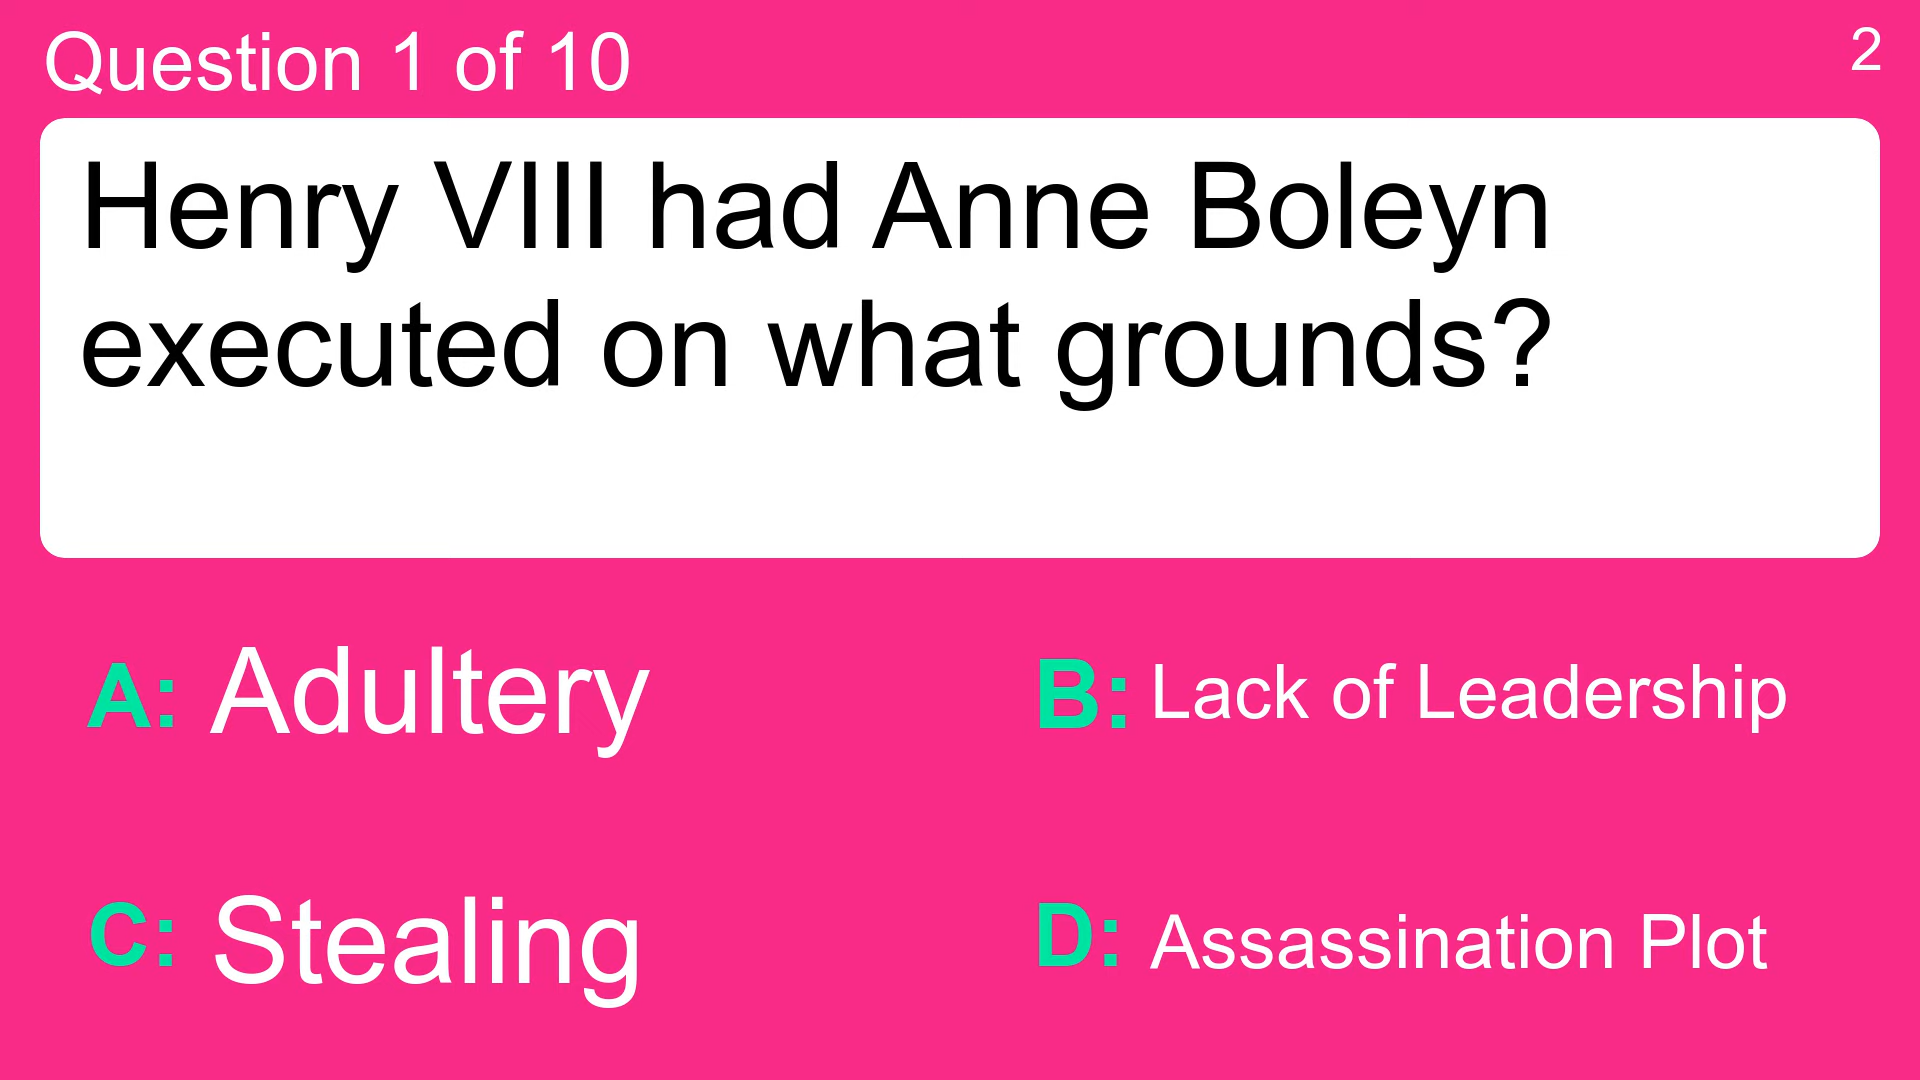 Question 1 of 10
2
Henry VIII had Anne Boleyn
executed on what grounds?
A: Adultery
B: Lack of Leadership
C: Stealing
D: Assassination Plot